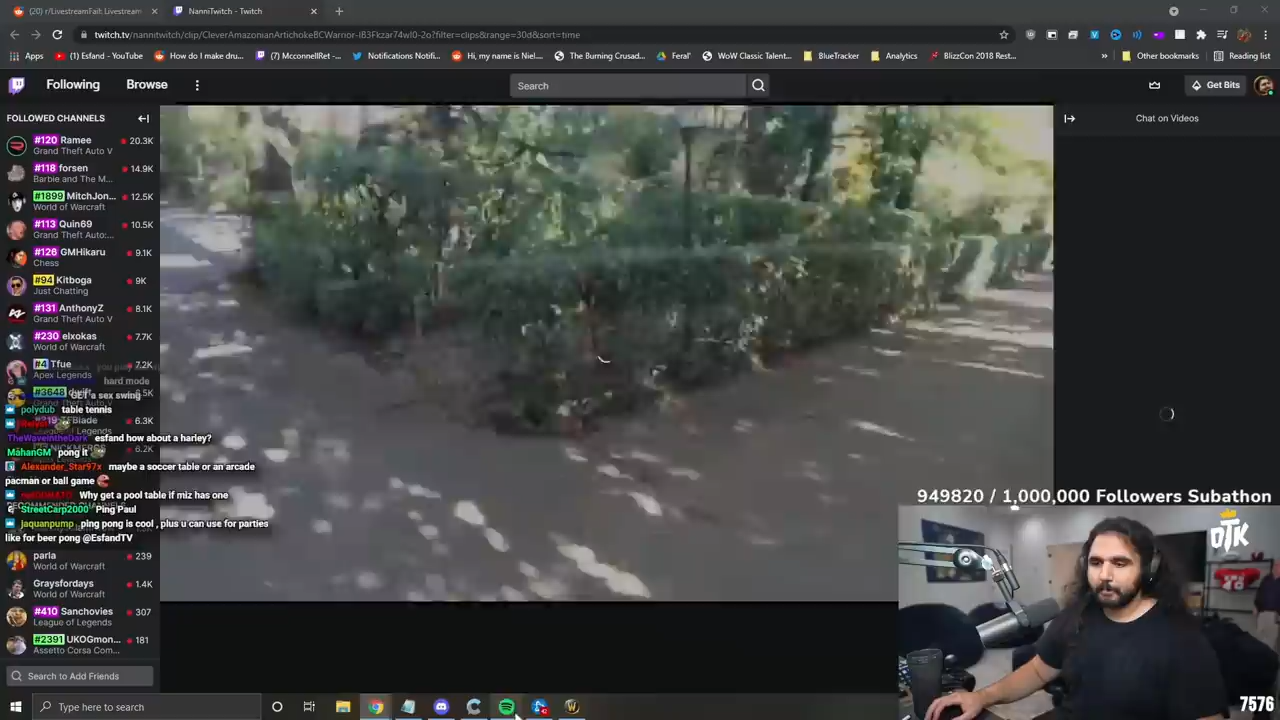 (20) r/LivestreamFail: Livestream
NanniTwitch - Twitch
twitch.tv/nannitwitch/clip/CleverAmazonianArtichokeBCWarrior-I83Fkzar74wI0-2o?filter=clips&range=30d&sort=time
Apps
(1) Esfand - YouTube
How do I make dru...
(7) McconnellRet -...
Notifications Notifi...
Hi, my name is Niel...
The Burning Crusad...
Feral'
WoW Classic Talent...
BlueTracker
Analytics
BlizzCon 2018 Rest...
»
Other bookmarks
Reading list
Following
Browse
Search
Get Bits
FOLLOWED CHANNELS
Chat on Videos
#120 Ramee 20.3K
Grand Theft Auto V
#118 forsen 14.9K
Barbie and The M...
#1899 MitchJon... 12.5K
World of Warcraft
#113 Quin69 10.5K
Grand Theft Auto:...
#126 GMHikaru 9.1K
Chess
#94 Kitboga 9K
Just Chatting
#131 AnthonyZ 8.1K
Grand Theft Auto V
#230 elxokas 7.7K
World of Warcraft
#4 Tfue 7.2K
Apex Legends
hard mode
#3648
GET a sex swing
polydub table tennis
6.3K
TheWaveintheDark esfand how about a harley?
6.2K
MahanGM pong it
Alexander_Star97x maybe a soccer table or an arcade
pacman or ball game
Why get a pool table if miz has one
StreetCarp2000 Ping Paul
jaquanpump ping pong is cool , plus u can use for parties
like for beer pong @EsfandTV
parla 239
World of Warcraft
Graysfordays 1.4K
World of Warcraft
#410 Sanchovies 307
League of Legends
#2391 UKOGmon... 181
Assetto Corsa Com...
Search to Add Friends
949820 / 1,000,000 Followers Subathon
OTK
Type here to search
7576